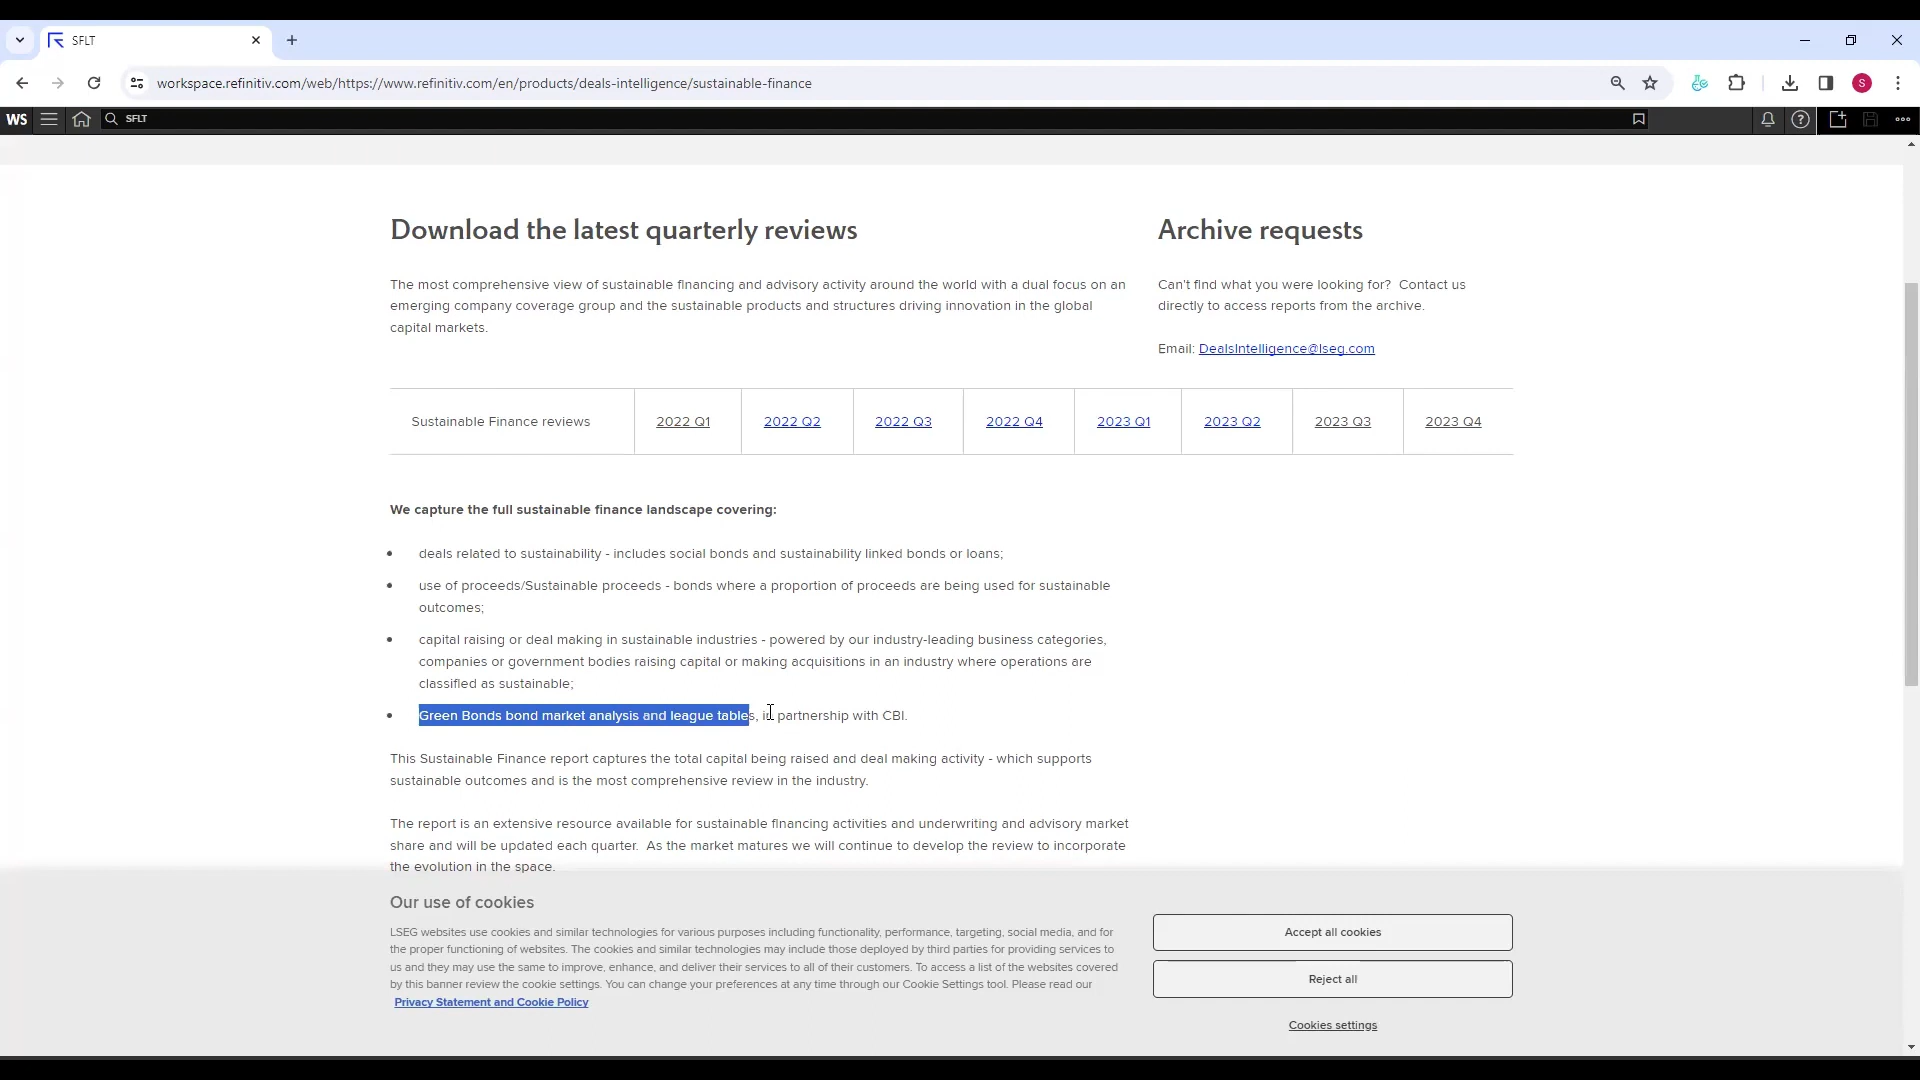 SFLT
workspace.refinitiv.com/web/https://www.refinitiv.com/en/products/deals-intelligence/sustainable-finance
S
WS
SFLT
Download the latest quarterly reviews
The most comprehensive view of sustainable financing and advisory activity around the world with a dual focus on an
emerging company coverage group and the sustainable products and structures driving innovation in the global
capital markets.
Archive requests
Can't find what you were looking for?  Contact us
directly to access reports from the archive.
Email: DealsIntelligence@lseg.com
Sustainable Finance reviews 2022 Q1 2022 Q2 2022 Q3 2022 Q4 2023 Q1 2023 Q2 2023 Q3 2023 Q4
We capture the full sustainable finance landscape covering:
• deals related to sustainability - includes social bonds and sustainability linked bonds or loans;
• use of proceeds/Sustainable proceeds - bonds where a proportion of proceeds are being used for sustainable
outcomes;
• capital raising or deal making in sustainable industries - powered by our industry-leading business categories,
companies or government bodies raising capital or making acquisitions in an industry where operations are
classified as sustainable;
• Green Bonds bond market analysis and league tables, in partnership with CBI.
This Sustainable Finance report captures the total capital being raised and deal making activity - which supports
sustainable outcomes and is the most comprehensive review in the industry.
The report is an extensive resource available for sustainable financing activities and underwriting and advisory market
share and will be updated each quarter.  As the market matures we will continue to develop the review to incorporate
the evolution in the space.
Our use of cookies
LSEG websites use cookies and similar technologies for various purposes including functionality, performance, targeting, social media, and for
the proper functioning of websites. The cookies and similar technologies may include those deployed by third parties for providing services to
us and they may use the same to improve, enhance, and deliver their services to all of their customers. To access a list of the websites covered
by this banner review the cookie settings. You can change your preferences at any time through our Cookie Settings tool. Please read our
Privacy Statement and Cookie Policy
Accept all cookies
Reject all
Cookies settings